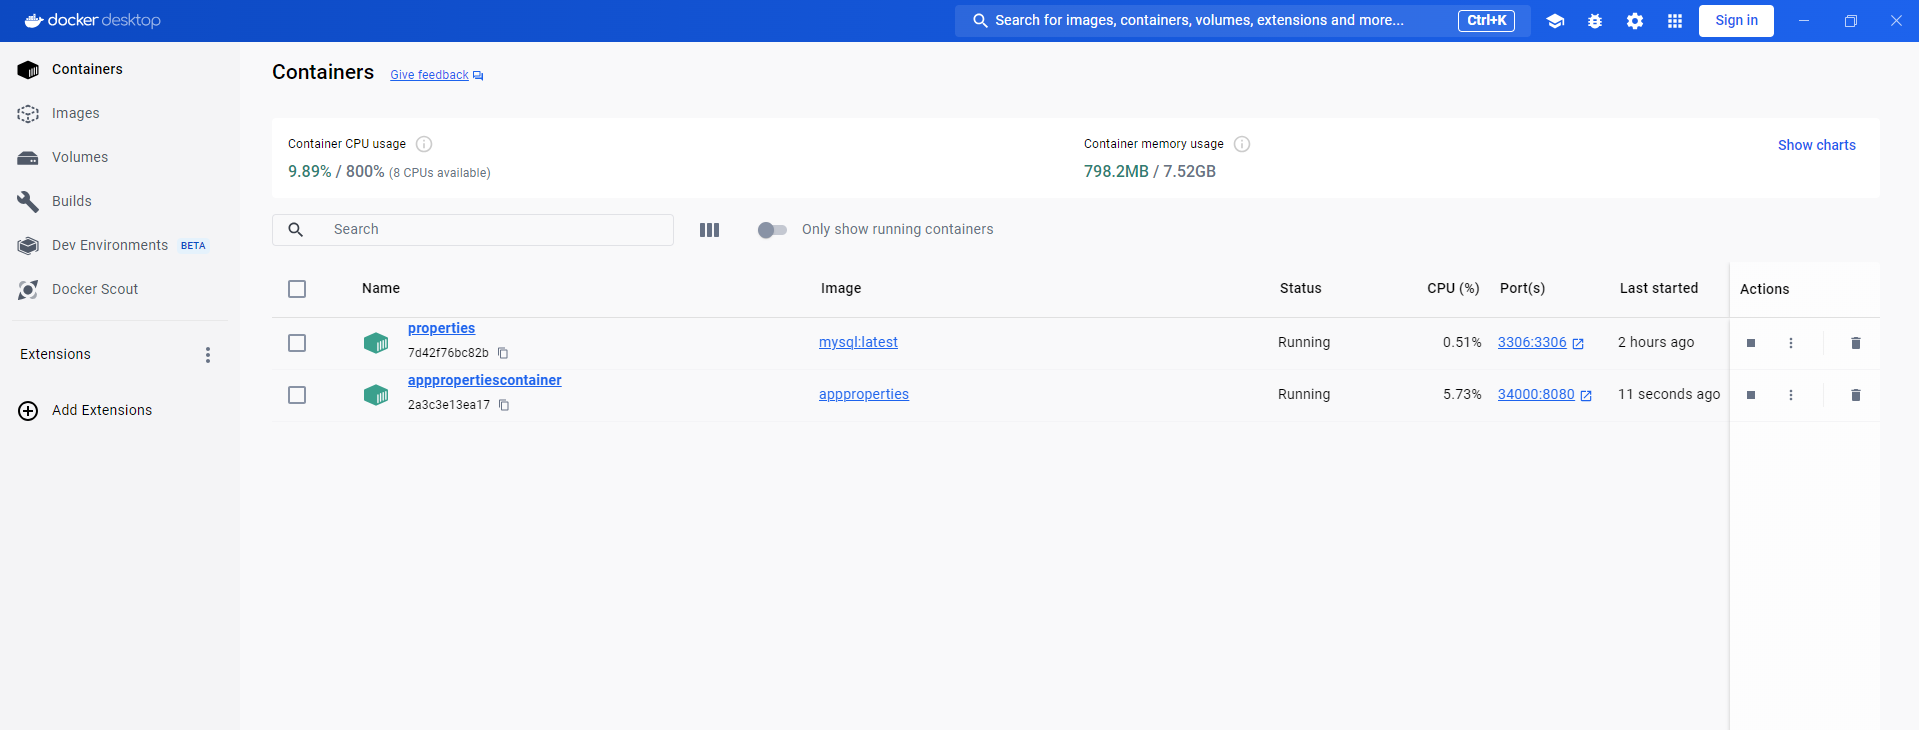 docker desktop
Search for images, containers, volumes, extensions and more... Ctrl+K
Sign in
Containers
Images
Volumes
Builds
Dev Environments BETA
Docker Scout
Extensions
Add Extensions
Containers Give feedback
Container CPU usage
9.89% / 800% (8 CPUs available)
Container memory usage
798.2MB / 7.52GB
Show charts
Search
Only show running containers
Name Image Status CPU (%) Port(s) Last started Actions
properties
7d42f76bc82b
mysql:latest Running 0.51% 3306:3306 2 hours ago
apppropertiescontainer
2a3c3e13ea17
appproperties Running 5.73% 34000:8080 11 seconds ago